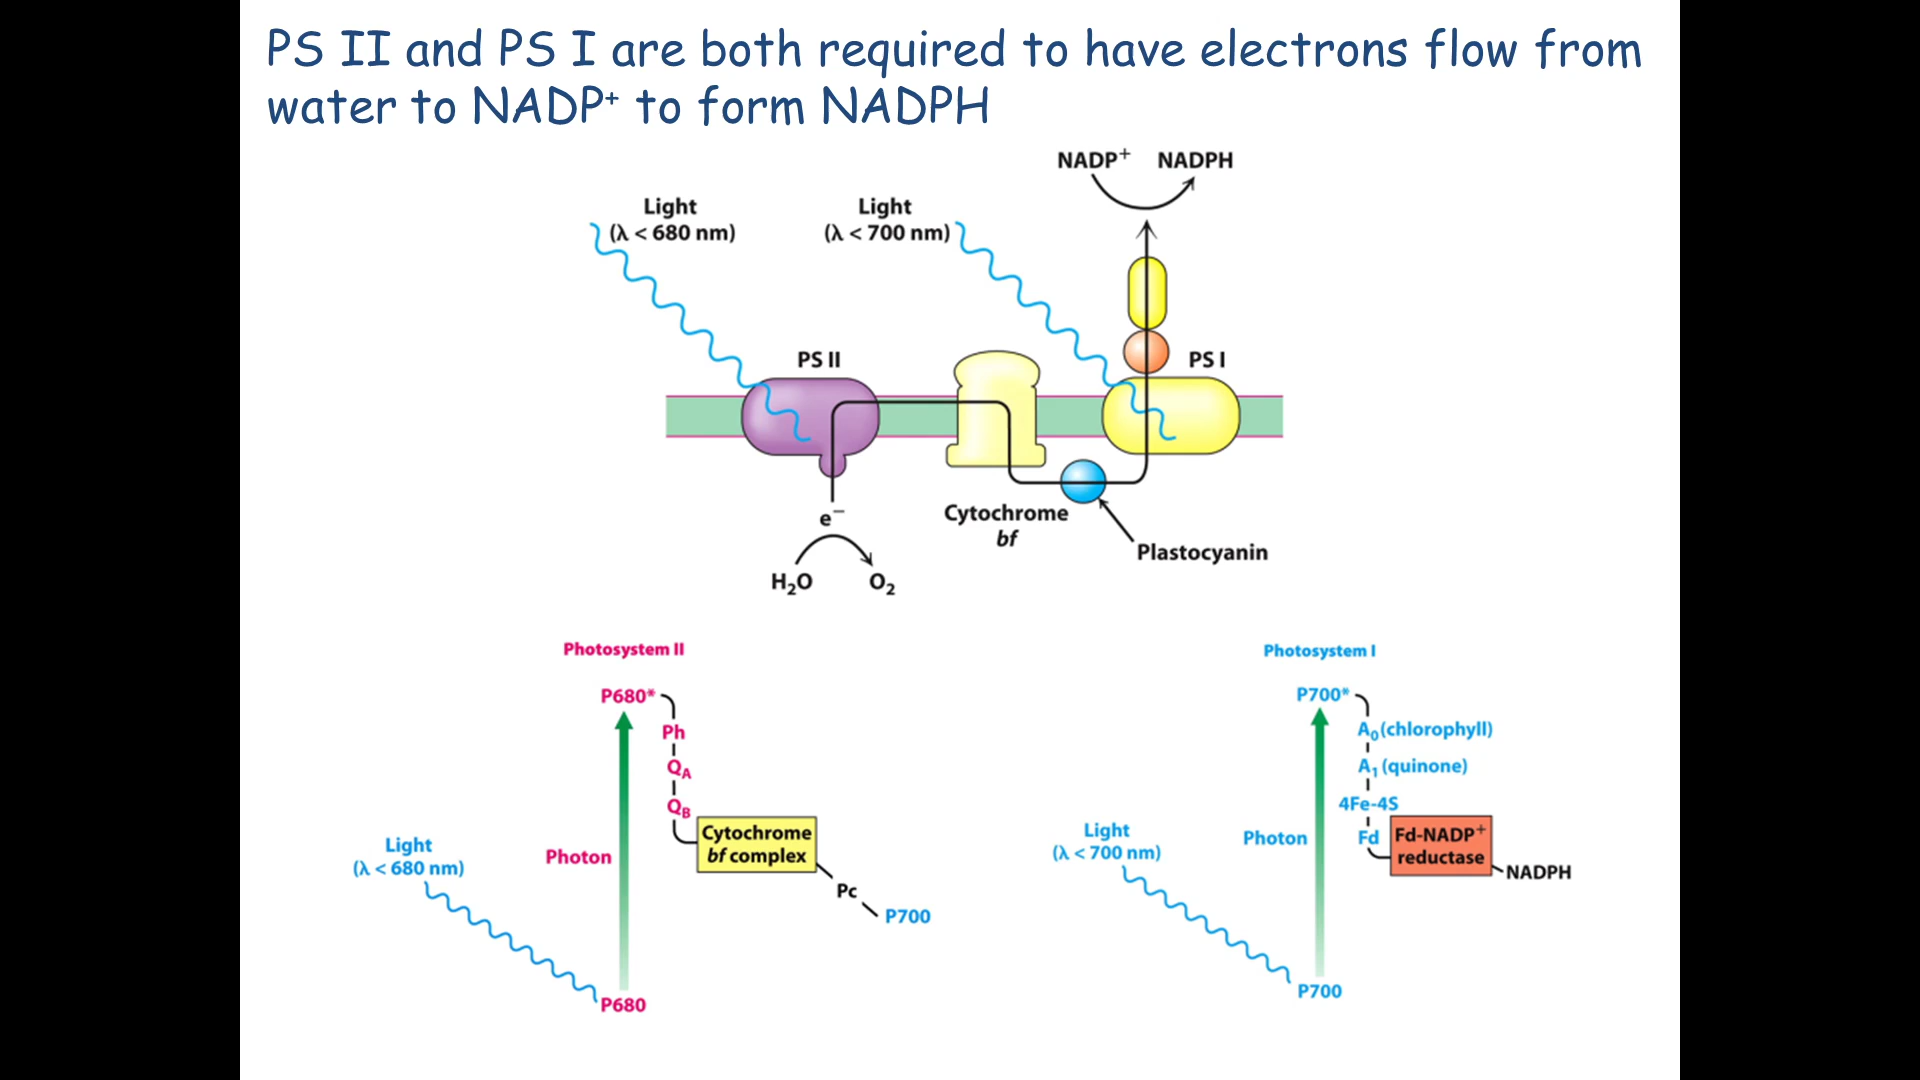 PS II and PS I are both required to have electrons flow from
water to NADP⁺ to form NADPH
NADP⁺ NADPH
Light
(λ < 680 nm)
Light
(λ < 700 nm)
PS II
PS I
e⁻
Cytochrome
bf
Plastocyanin
H₂O
O₂
Photosystem II
P680*
Ph
Q_A
Q_B
Cytochrome
bf complex
Light
(λ < 680 nm)
Photon
Pc
P700
P680
Photosystem I
P700*
A₀ (chlorophyll)
A₁ (quinone)
4Fe-4S
Fd
Fd-NADP⁺
reductase
NADPH
Light
(λ < 700 nm)
Photon
P700